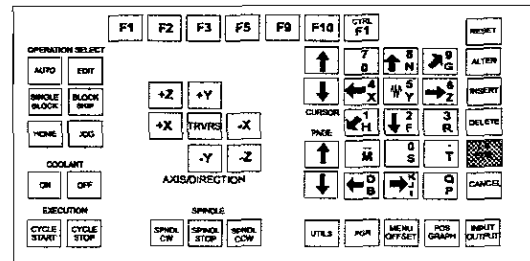 F1 F2 F3 F5 F9 F10 CTRL F1 RESET
OPERATION SELECT
AUTO EDIT
7 8 N 9 G ALTER
SINGLE BLOCK BLOCK SKIP
+Z +Y
4 X 5 Y 6 Z INSERT
CURSOR
HOME JOG
+X TRVRS -X
1 H 2 F 3 R DELETE
PAGE
-Y -Z
M 0 S T
COOLANT
AXIS/DIRECTION
ON OFF
D B K J I Q P CANCEL
EXECUTION
SPINDLE
CYCLE START CYCLE STOP
SPNDL CW SPINDL STOP SPNDL CCW
UTILS PGR MENU OFFSET POS GRAPH INPUT OUTPUT